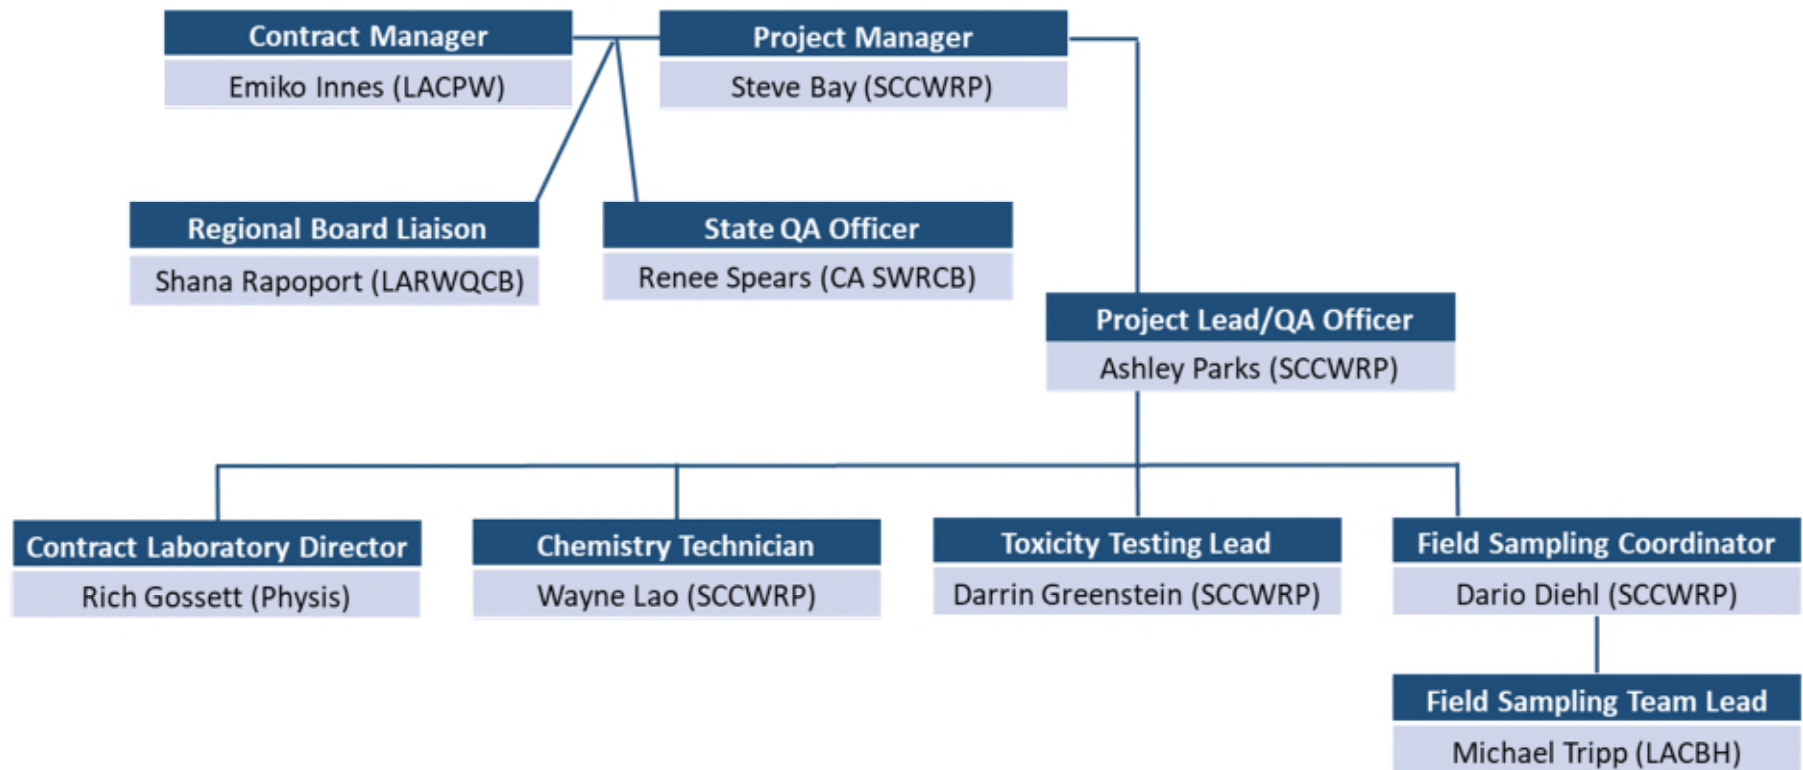 Contract Manager
Emiko Innes (LACPW)
Project Manager
Steve Bay (SCCWRP)
Regional Board Liaison
Shana Rapoport (LARWQCB)
State QA Officer
Renee Spears (CA SWRCB)
Project Lead/QA Officer
Ashley Parks (SCCWRP)
Contract Laboratory Director
Rich Gossett (Physis)
Chemistry Technician
Wayne Lao (SCCWRP)
Toxicity Testing Lead
Darrin Greenstein (SCCWRP)
Field Sampling Coordinator
Dario Diehl (SCCWRP)
Field Sampling Team Lead
Michael Tripp (LACBH)